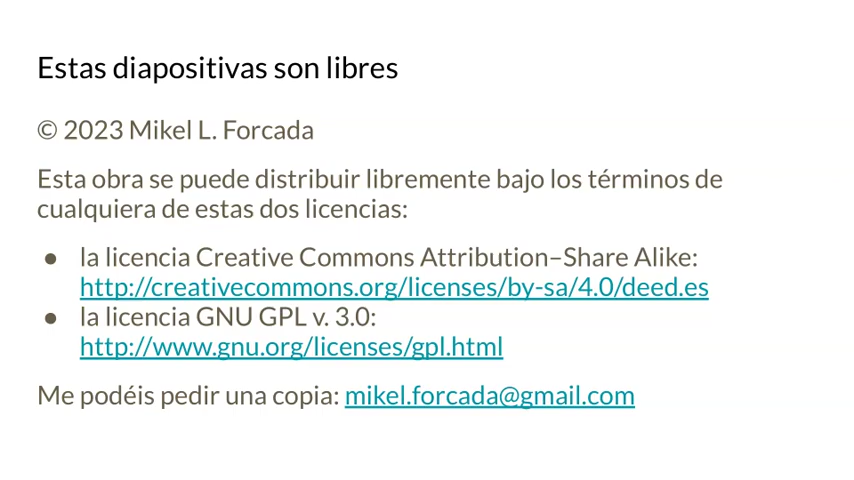 Estas diapositivas son libres
© 2023 Mikel L. Forcada
Esta obra se puede distribuir libremente bajo los términos de
cualquiera de estas dos licencias:
● la licencia Creative Commons Attribution–Share Alike:
http://creativecommons.org/licenses/by-sa/4.0/deed.es
● la licencia GNU GPL v. 3.0:
http://www.gnu.org/licenses/gpl.html
Me podéis pedir una copia: mikel.forcada@gmail.com